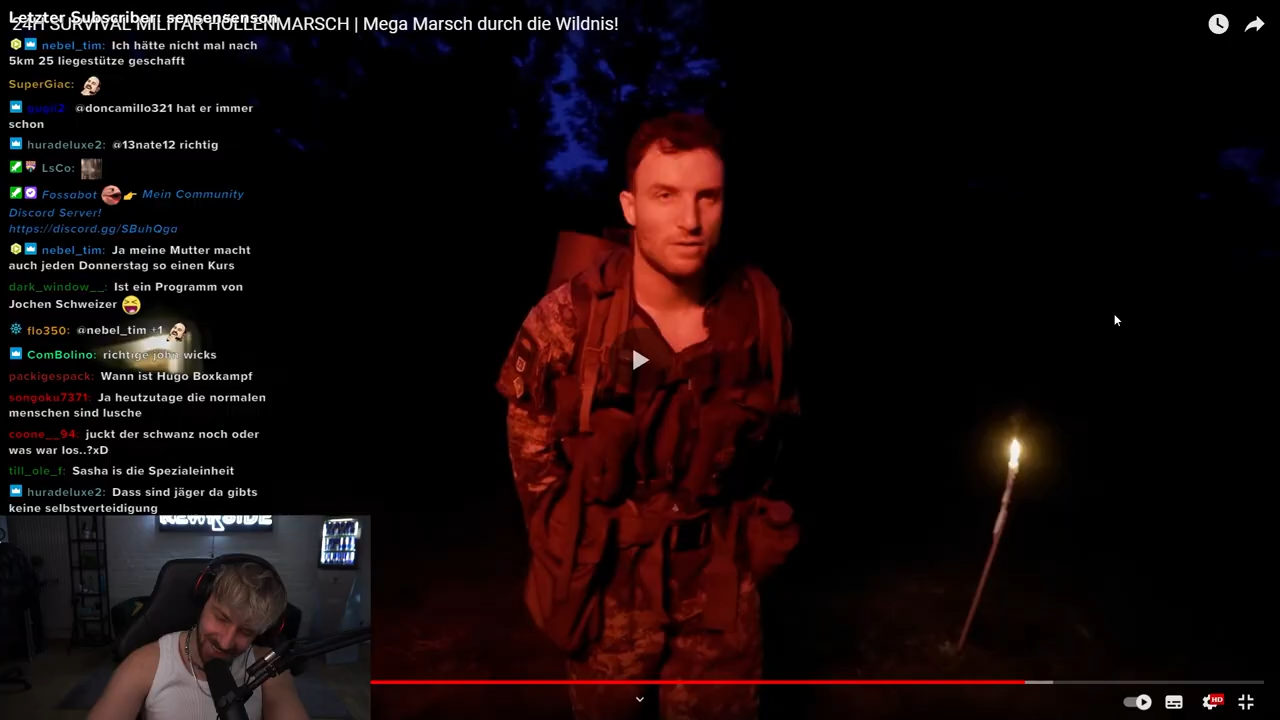 Letzter Subscriber: sensensenson
24H SURVIVAL MILITÄR HÖLLENMARSCH | Mega Marsch durch die Wildnis!
nebel_tim: Ich hätte nicht mal nach
5km 25 liegestütze geschafft
SuperGiac:
@doncamillo321 hat er immer
schon
huradeluxe2: @13nate12 richtig
LsCo:
Fossabot Mein Community
Discord Server!
https://discord.gg/SBuhQga
nebel_tim: Ja meine Mutter macht
auch jeden Donnerstag so einen Kurs
dark_window__: Ist ein Programm von
Jochen Schweizer
flo350: @nebel_tim +1
ComBolino: richtige john wicks
packigespack: Wann ist Hugo Boxkampf
songoku7371: Ja heutzutage die normalen
menschen sind lusche
coone__94: juckt der schwanz noch oder
was war los..?xD
till_ole_f: Sasha is die Spezialeinheit
huradeluxe2: Dass sind jäger da gibts
keine selbstverteidigung
HD